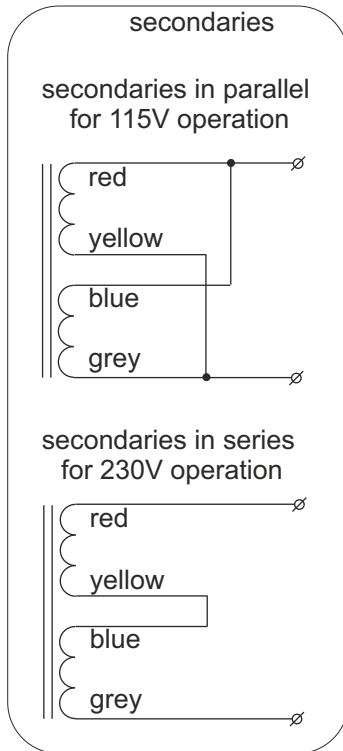 secondaries
secondaries in parallel
for 115V operation
red
yellow
blue
grey
secondaries in series
for 230V operation
red
yellow
blue
grey